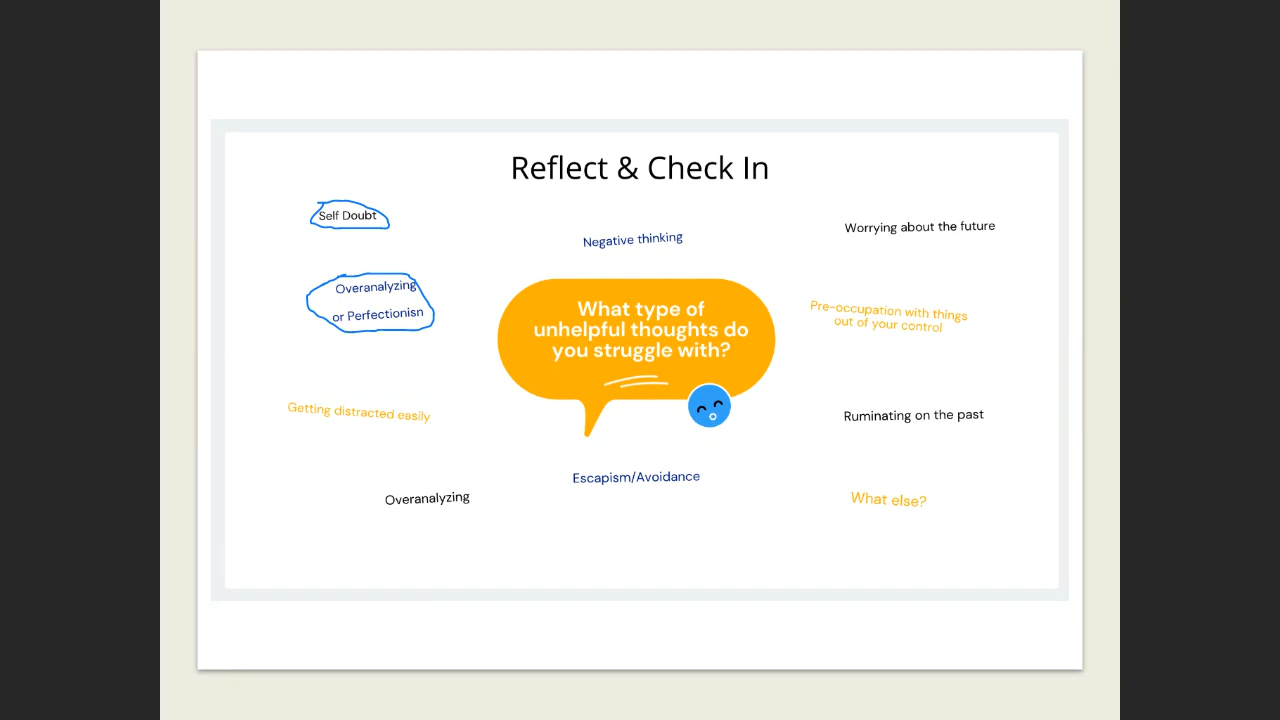 Reflect & Check In
Self Doubt
Negative thinking
Worrying about the future
Overanalyzing
or Perfectionisn
What type of
unhelpful thoughts do
you struggle with?
Pre-occupation with things
out of your control
Getting distracted easily
Ruminating on the past
Escapism/Avoidance
Overanalyzing
What else?